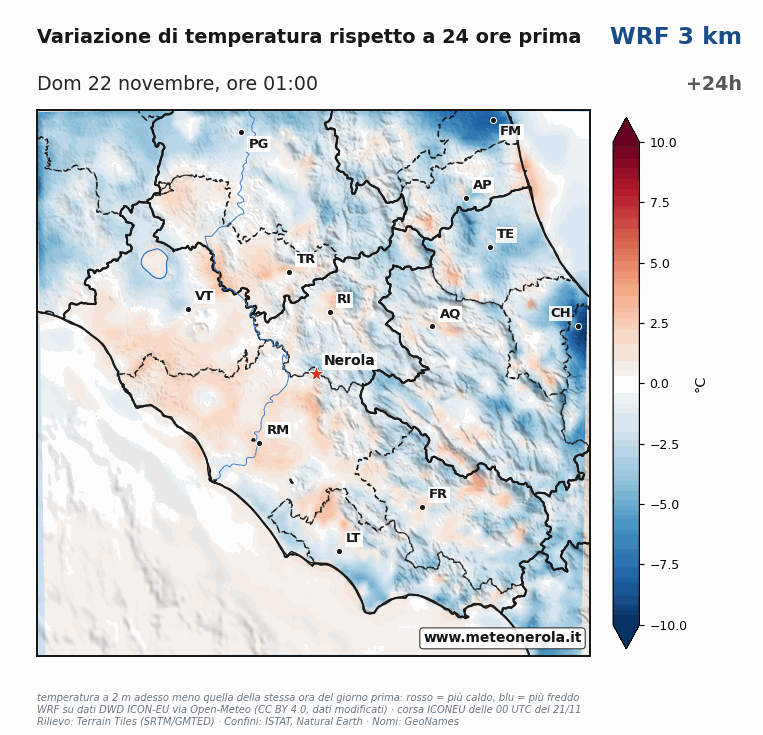 Variazione di temperatura rispetto a 24 ore prima
WRF 3 km
Dom 22 novembre, ore 01:00
+24h
FM
PG
AP
TE
TR
VT
RI
AQ
CH
Nerola
RM
FR
LT
www.meteonerola.it
10.0
7.5
5.0
2.5
0.0
−2.5
−5.0
−7.5
−10.0
°C
temperatura a 2 m adesso meno quella della stessa ora del giorno prima: rosso = più caldo, blu = più freddo
WRF su dati DWD ICON-EU via Open-Meteo (CC BY 4.0, dati modificati) · corsa ICONEU delle 00 UTC del 21/11
Rilievo: Terrain Tiles (SRTM/GMTED) · Confini: ISTAT, Natural Earth · Nomi: GeoNames